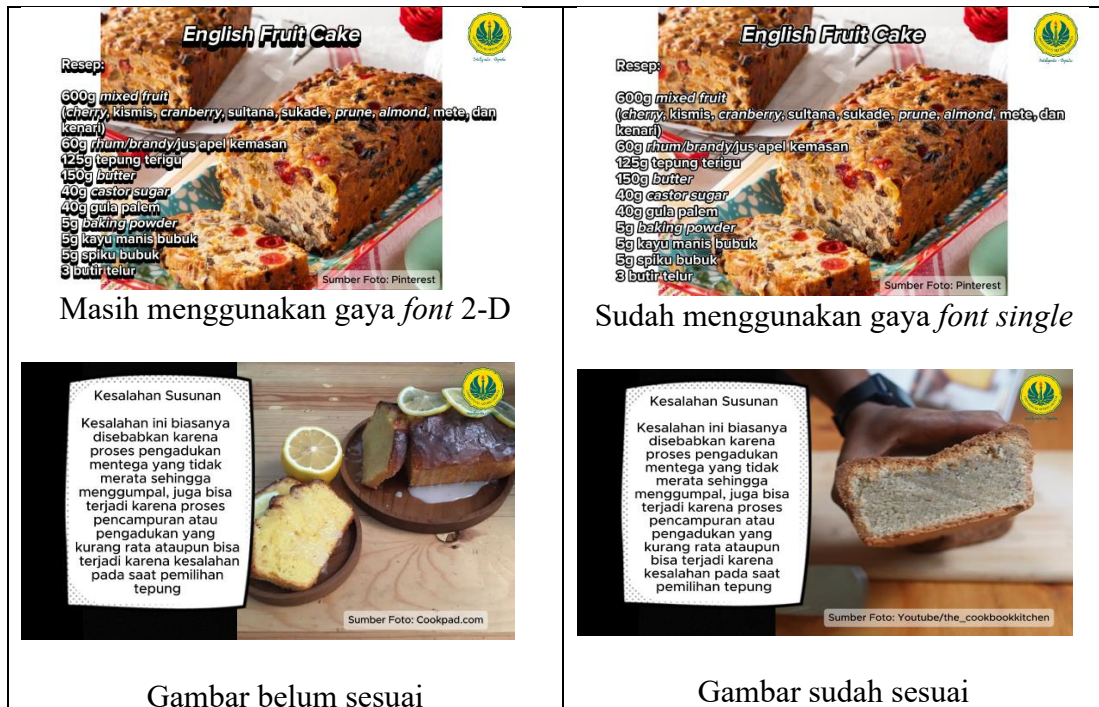 English Fruit Cake
Resep:
600g mixed fruit
(cherry, kismis, cranberry, sultana, sukade, prune, almond, mete, dan
kenari)
60g rhum/brandy/jus apel kemasan
125g tepung terigu
150g butter
40g castor sugar
40g gula palem
5g baking powder
5g kayu manis bubuk
5g spiku bubuk
3 butir telur
Sumber Foto: Pinterest
Masih menggunakan gaya font 2-D
English Fruit Cake
Resep:
600g mixed fruit
(cherry, kismis, cranberry, sultana, sukade, prune, almond, mete, dan
kenari)
60g rhum/brandy/jus apel kemasan
125g tepung terigu
150g butter
40g castor sugar
40g gula palem
5g baking powder
5g kayu manis bubuk
5g spiku bubuk
3 butir telur
Sumber Foto: Pinterest
Sudah menggunakan gaya font single
Kesalahan Susunan
Kesalahan ini biasanya
disebabkan karena
proses pengadukan
mentega yang tidak
merata sehingga
menggumpal, juga bisa
terjadi karena proses
pencampuran atau
pengadukan yang
kurang rata ataupun bisa
terjadi karena kesalahan
pada saat pemilihan
tepung
Sumber Foto: Cookpad.com
Gambar belum sesuai
Kesalahan Susunan
Kesalahan ini biasanya
disebabkan karena
proses pengadukan
mentega yang tidak
merata sehingga
menggumpal, juga bisa
terjadi karena proses
pencampuran atau
pengadukan yang
kurang rata ataupun
bisa terjadi karena
kesalahan pada saat
pemilihan tepung
Sumber Foto: Youtube/the_cookbookkitchen
Gambar sudah sesuai